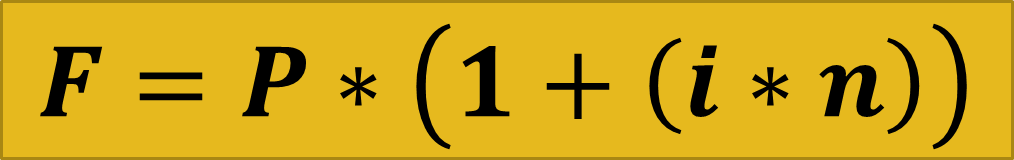 F = P * (1 + (i * n))